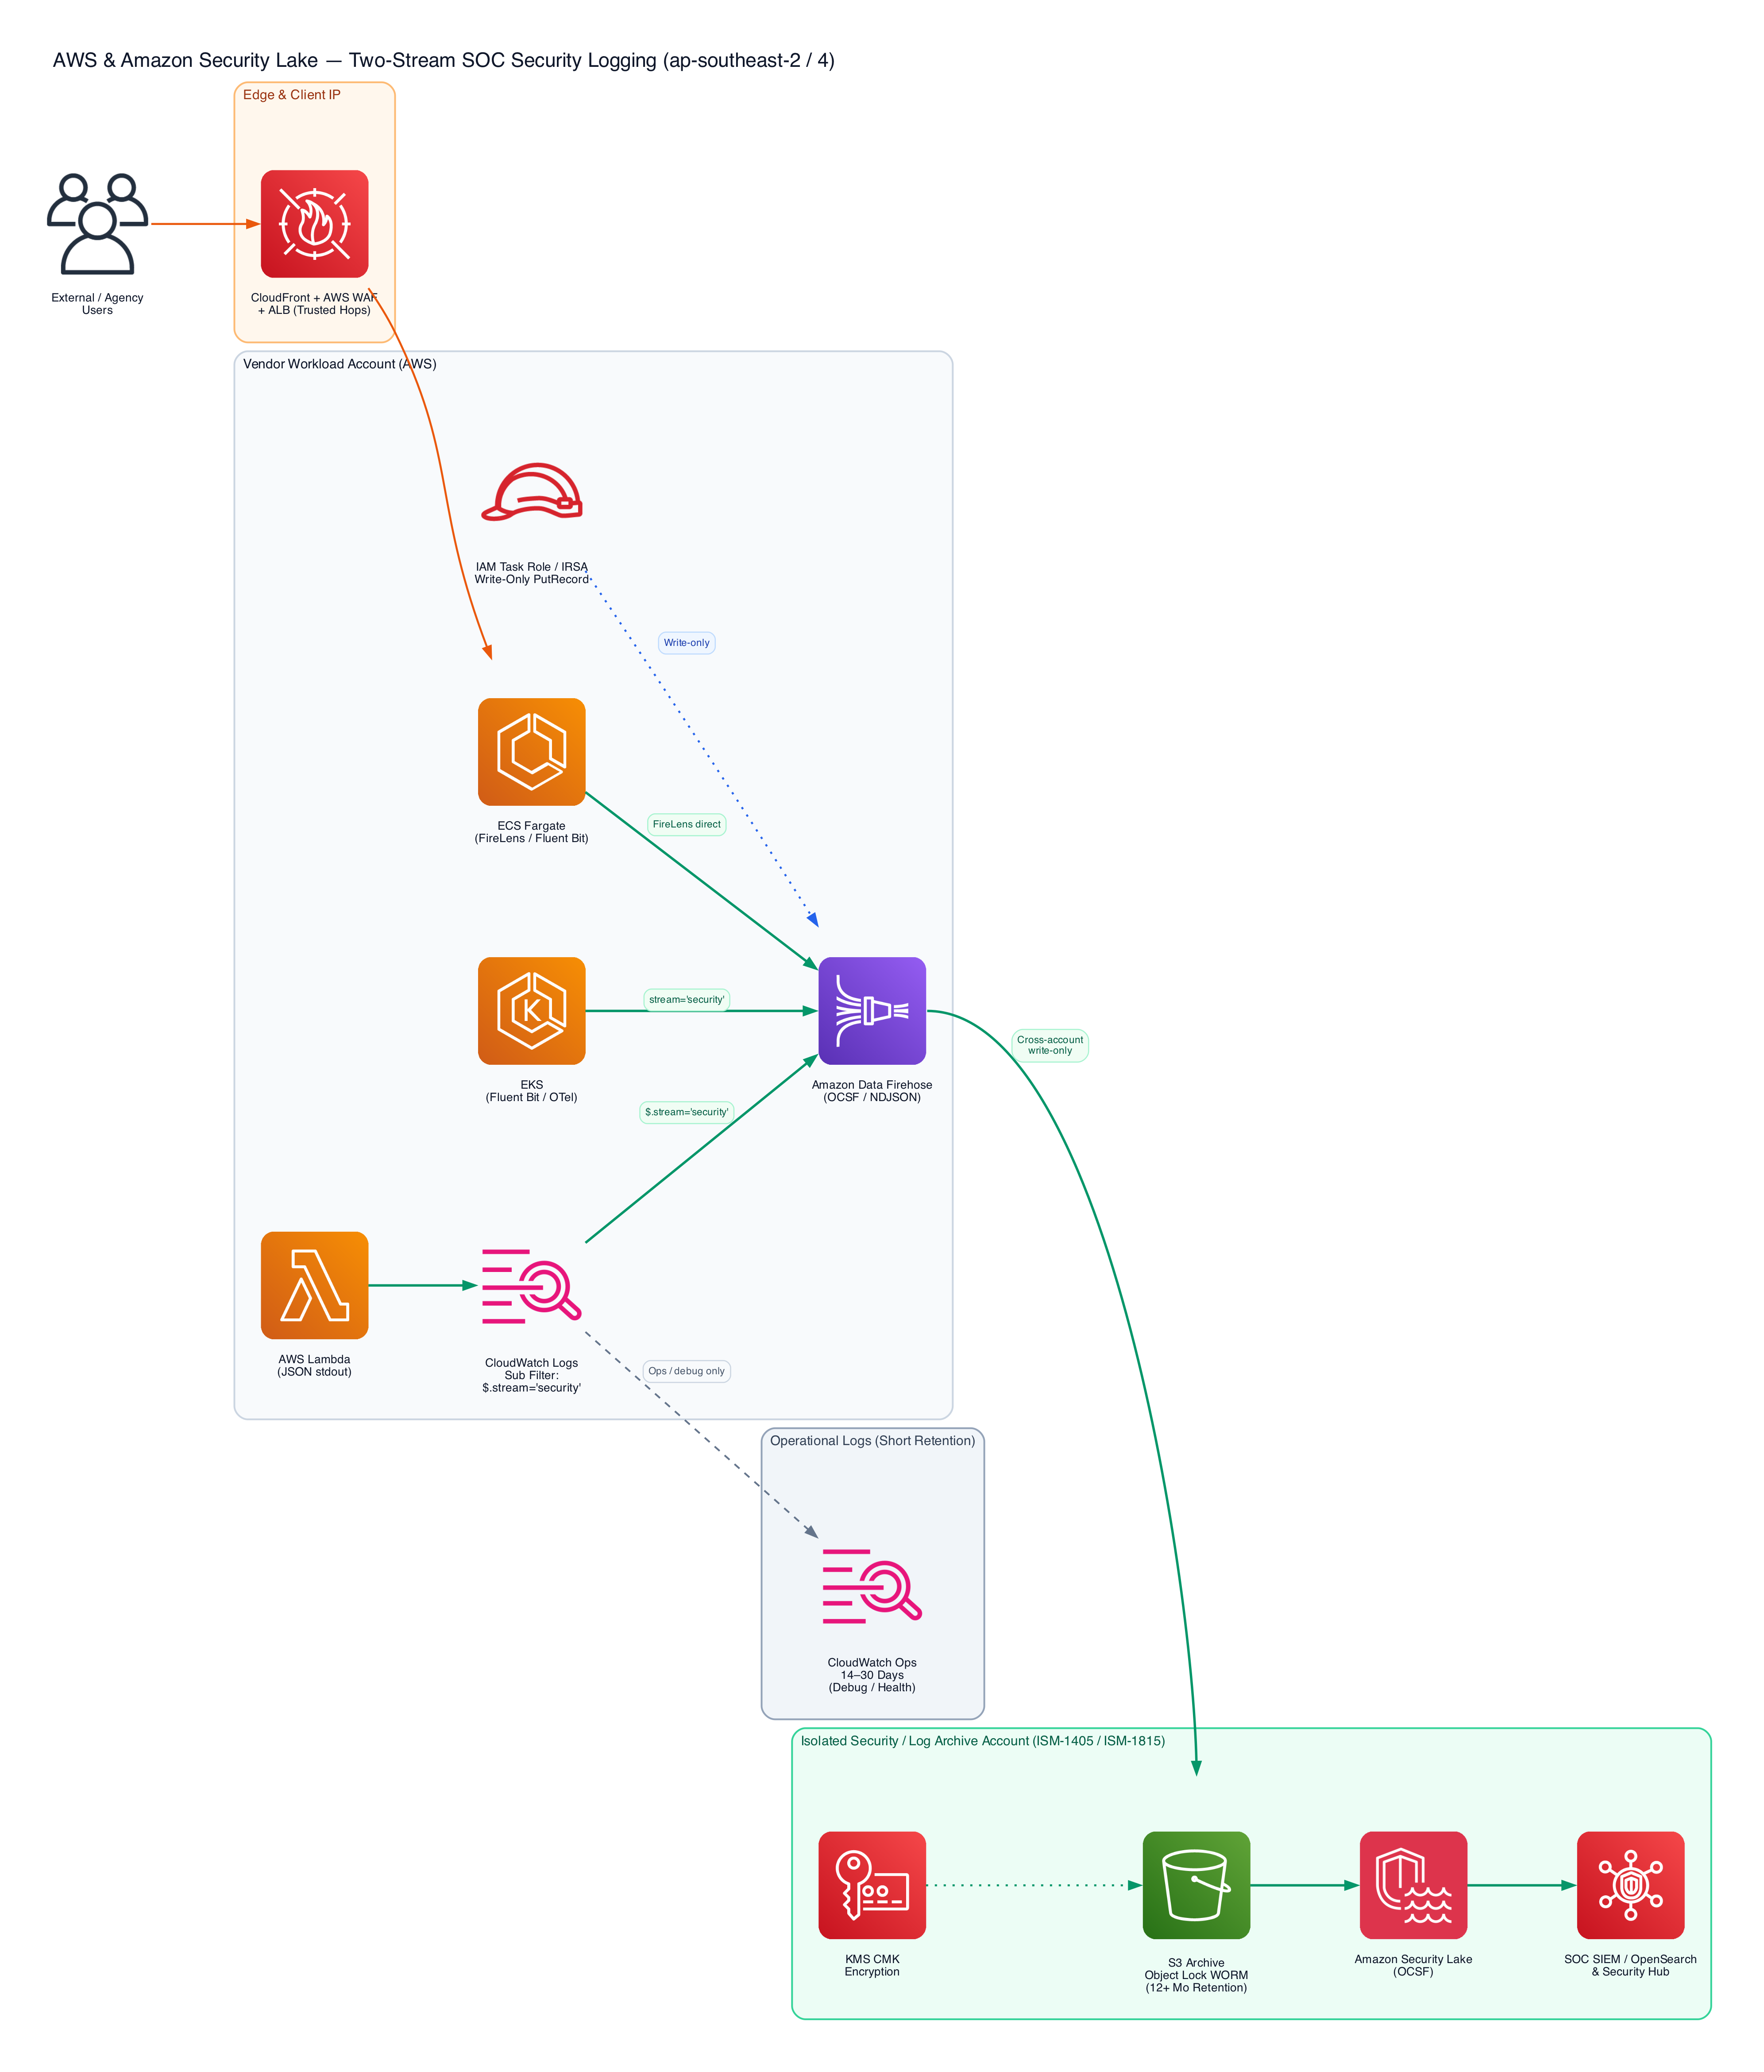 AWS & Amazon Security Lake — Two-Stream SOC Security Logging (ap-southeast-2 / 4)
Edge & Client IP
External / Agency
Users
CloudFront + AWS WAF
+ ALB (Trusted Hops)
Vendor Workload Account (AWS)
IAM Task Role / IRSA
Write-Only PutRecord
Write-only
ECS Fargate
(FireLens / Fluent Bit)
FireLens direct
K
EKS
(Fluent Bit / OTel)
stream='security'
Amazon Data Firehose
(OCSF / NDJSON)
Cross-account
write-only
$.stream='security'
AWS Lambda
(JSON stdout)
CloudWatch Logs
Sub Filter:
$.stream='security'
Ops / debug only
Operational Logs (Short Retention)
CloudWatch Ops
14–30 Days
(Debug / Health)
Isolated Security / Log Archive Account (ISM-1405 / ISM-1815)
KMS CMK
Encryption
S3 Archive
Object Lock WORM
(12+ Mo Retention)
Amazon Security Lake
(OCSF)
SOC SIEM / OpenSearch
& Security Hub